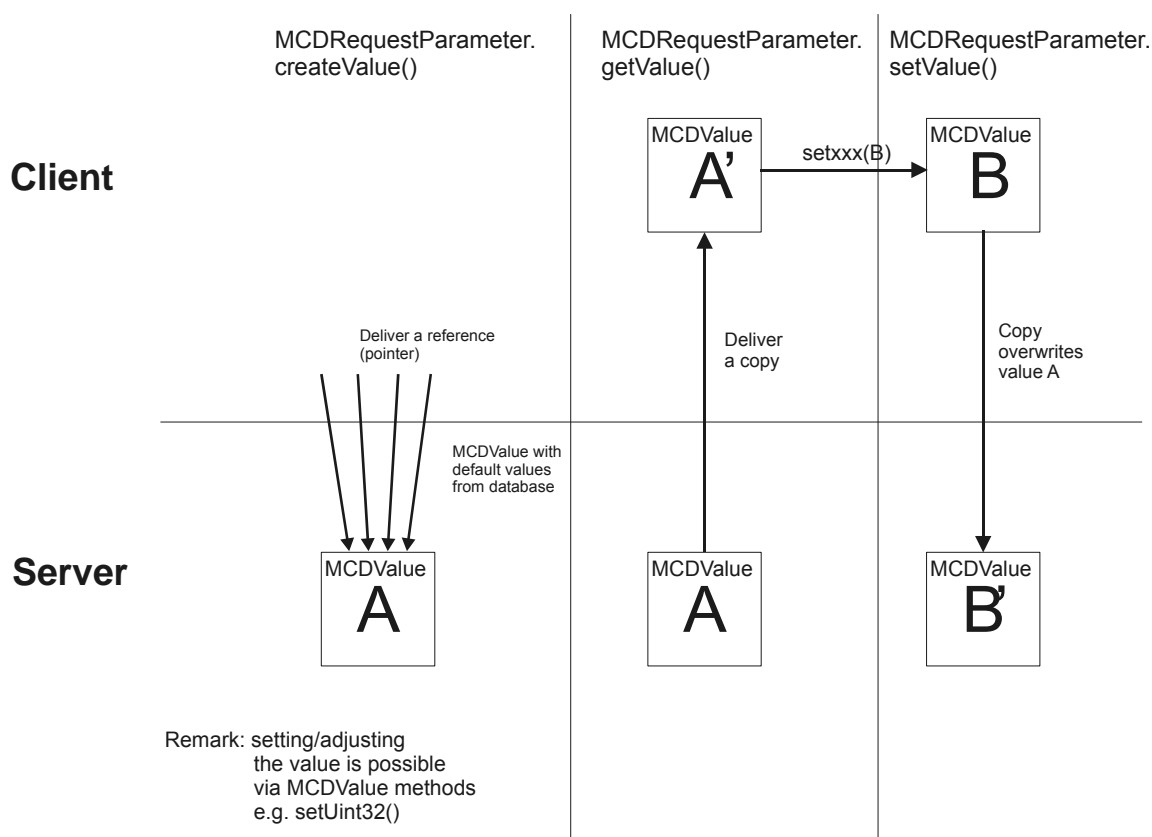 MCDRequestParameter.
createValue()
MCDRequestParameter.
getValue()
MCDRequestParameter.
setValue()
Client
MCDValue
A’
setxxx(B)
MCDValue
B
Deliver a reference
(pointer)
Deliver
a copy
Copy
overwrites
value A
MCDValue with
default values
from database
Server
MCDValue
A
MCDValue
A
MCDValue
B’
Remark: setting/adjusting
the value is possible
via MCDValue methods
e.g. setUint32()